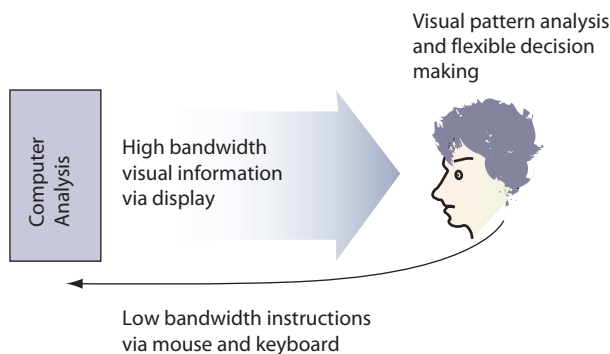 Visual pattern analysis
and flexible decision
making
Computer
Analysis
High bandwidth
visual information
via display
Low bandwidth instructions
via mouse and keyboard